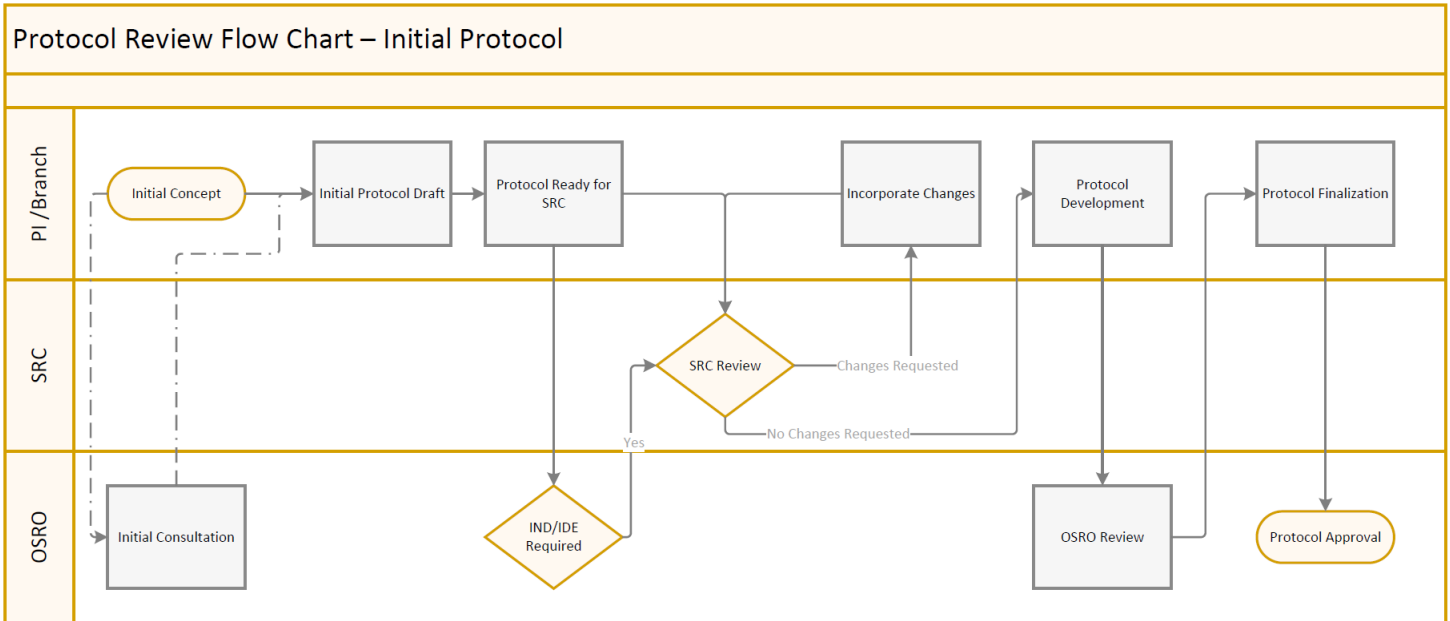 Protocol Review Flow Chart – Initial Protocol
PI /Branch
Initial Concept
Initial Protocol Draft
Protocol Ready for
SRC
Incorporate Changes
Protocol
Development
Protocol Finalization
SRC
SRC Review
Changes Requested
No Changes Requested
Yes
OSRO
Initial Consultation
IND/IDE
Required
OSRO Review
Protocol Approval